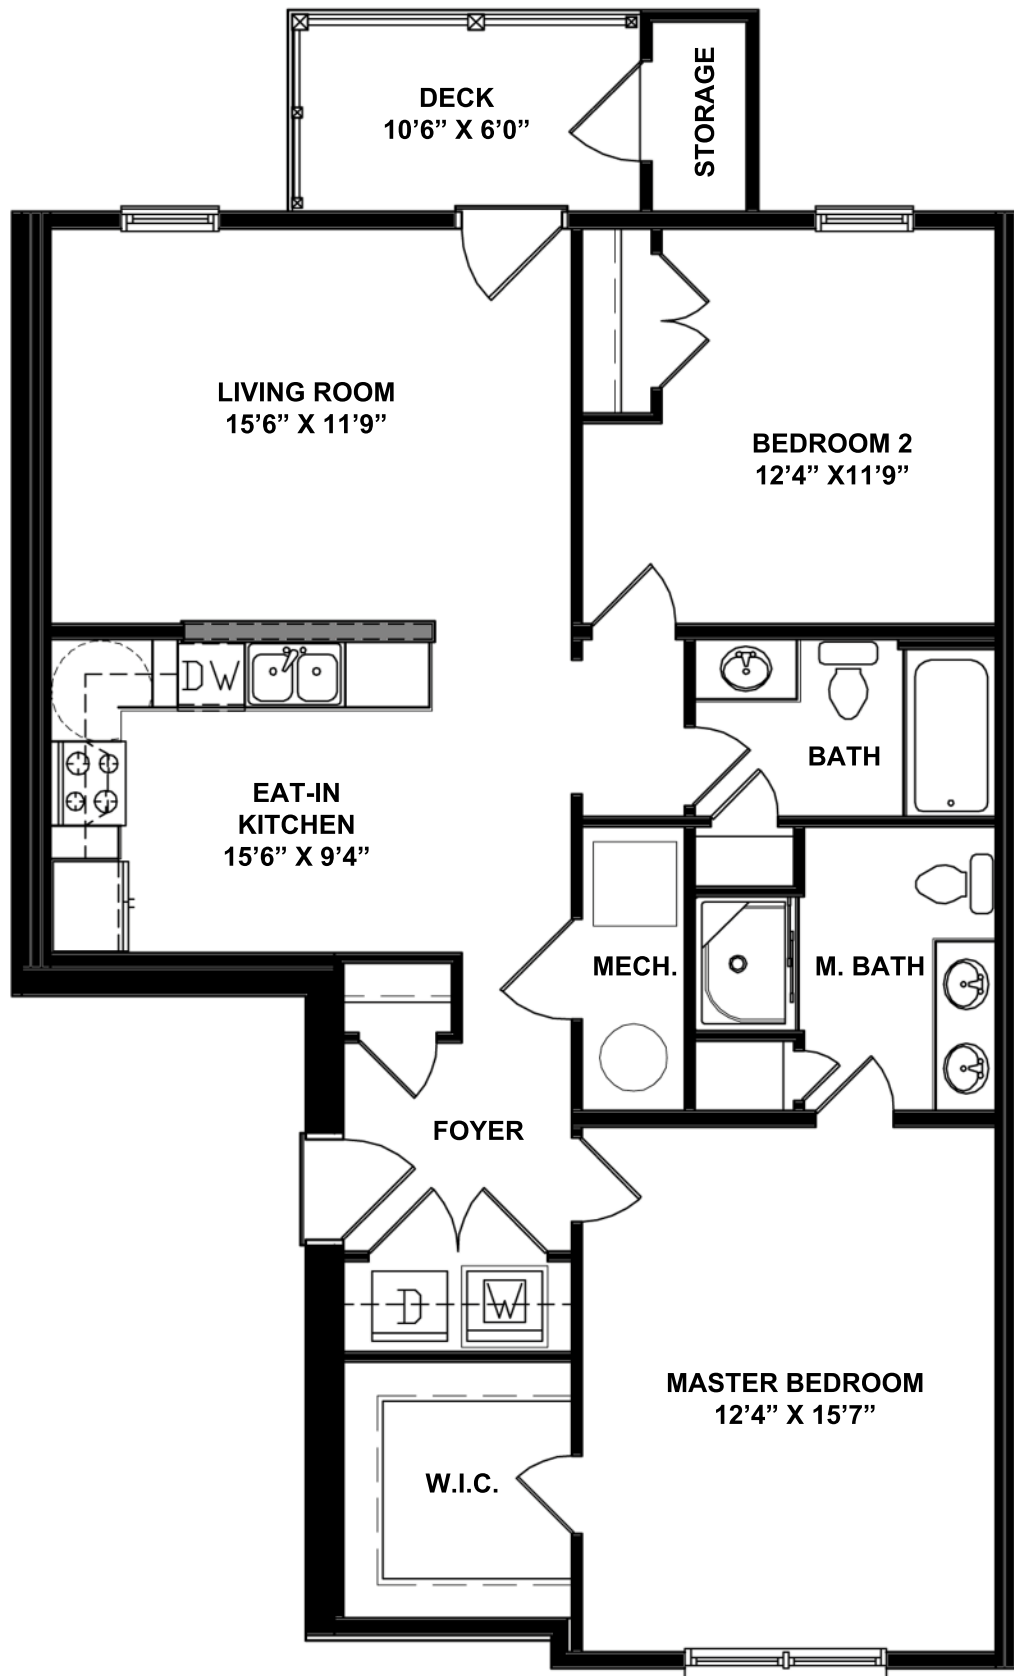 DECK
10’6” X 6’0”
STORAGE
LIVING ROOM
15’6” X 11’9”
BEDROOM 2
12’4” X11’9”
DW
BATH
EAT-IN
KITCHEN
15’6” X 9’4”
MECH.
M. BATH
FOYER
D
W
MASTER BEDROOM
12’4” X 15’7”
W.I.C.